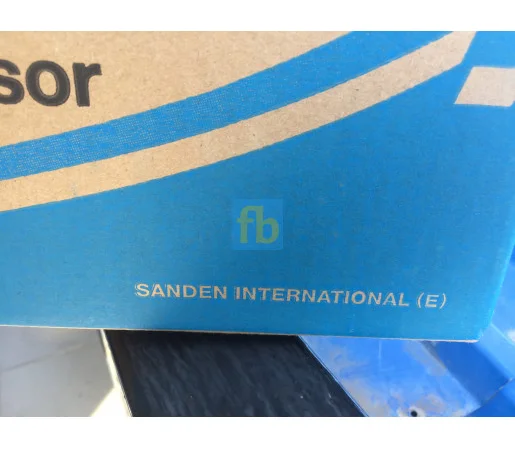 sor
fb
SANDEN INTERNATIONAL (E)